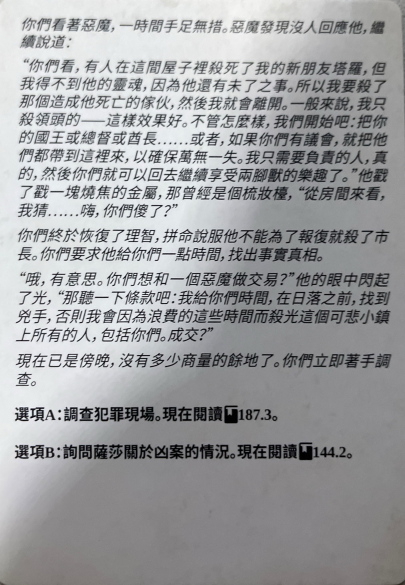 你們看著惡魔，一時間手足無措。惡魔發現沒人回應他，繼
續說道：
“你們看，有人在這間屋子裡殺死了我的新朋友塔羅，但
我得不到他的靈魂，因為他還有未了之事。所以我要殺了
那個造成他死亡的傢伙，然後我就會離開。一般來說，我只
殺領頭的——這樣效果好。不管怎麼樣，我們開始吧：把你
的國王或總督或酋長……或者，如果你們有議會，就把他
們都帶到這裡來，以確保萬無一失。我只需要負責的人，真
的，然後你們就可以回去繼續享受兩腳獸的樂趣了。”他戳
了戳一塊燒焦的金屬，那曾經是個梳妝檯，“從房間來看，
我猜……嗨，你們傻了？”
你們終於恢復了理智，拼命說服他不能為了報復就殺了市
長。你們要求他給你們一點時間，找出事實真相。
“哦，有意思。你們想和一個惡魔做交易？”他的眼中閃起
了光，“那聽一下條款吧：我給你們時間，在日落之前，找到
兇手，否則我會因為浪費的這些時間而殺光這個可悲小鎮
上所有的人，包括你們。成交？”
現在已是傍晚，沒有多少商量的餘地了。你們立即著手調
查。
選項A：調查犯罪現場。現在閱讀187.3。
選項B：詢問薩莎關於凶案的情況。現在閱讀144.2。